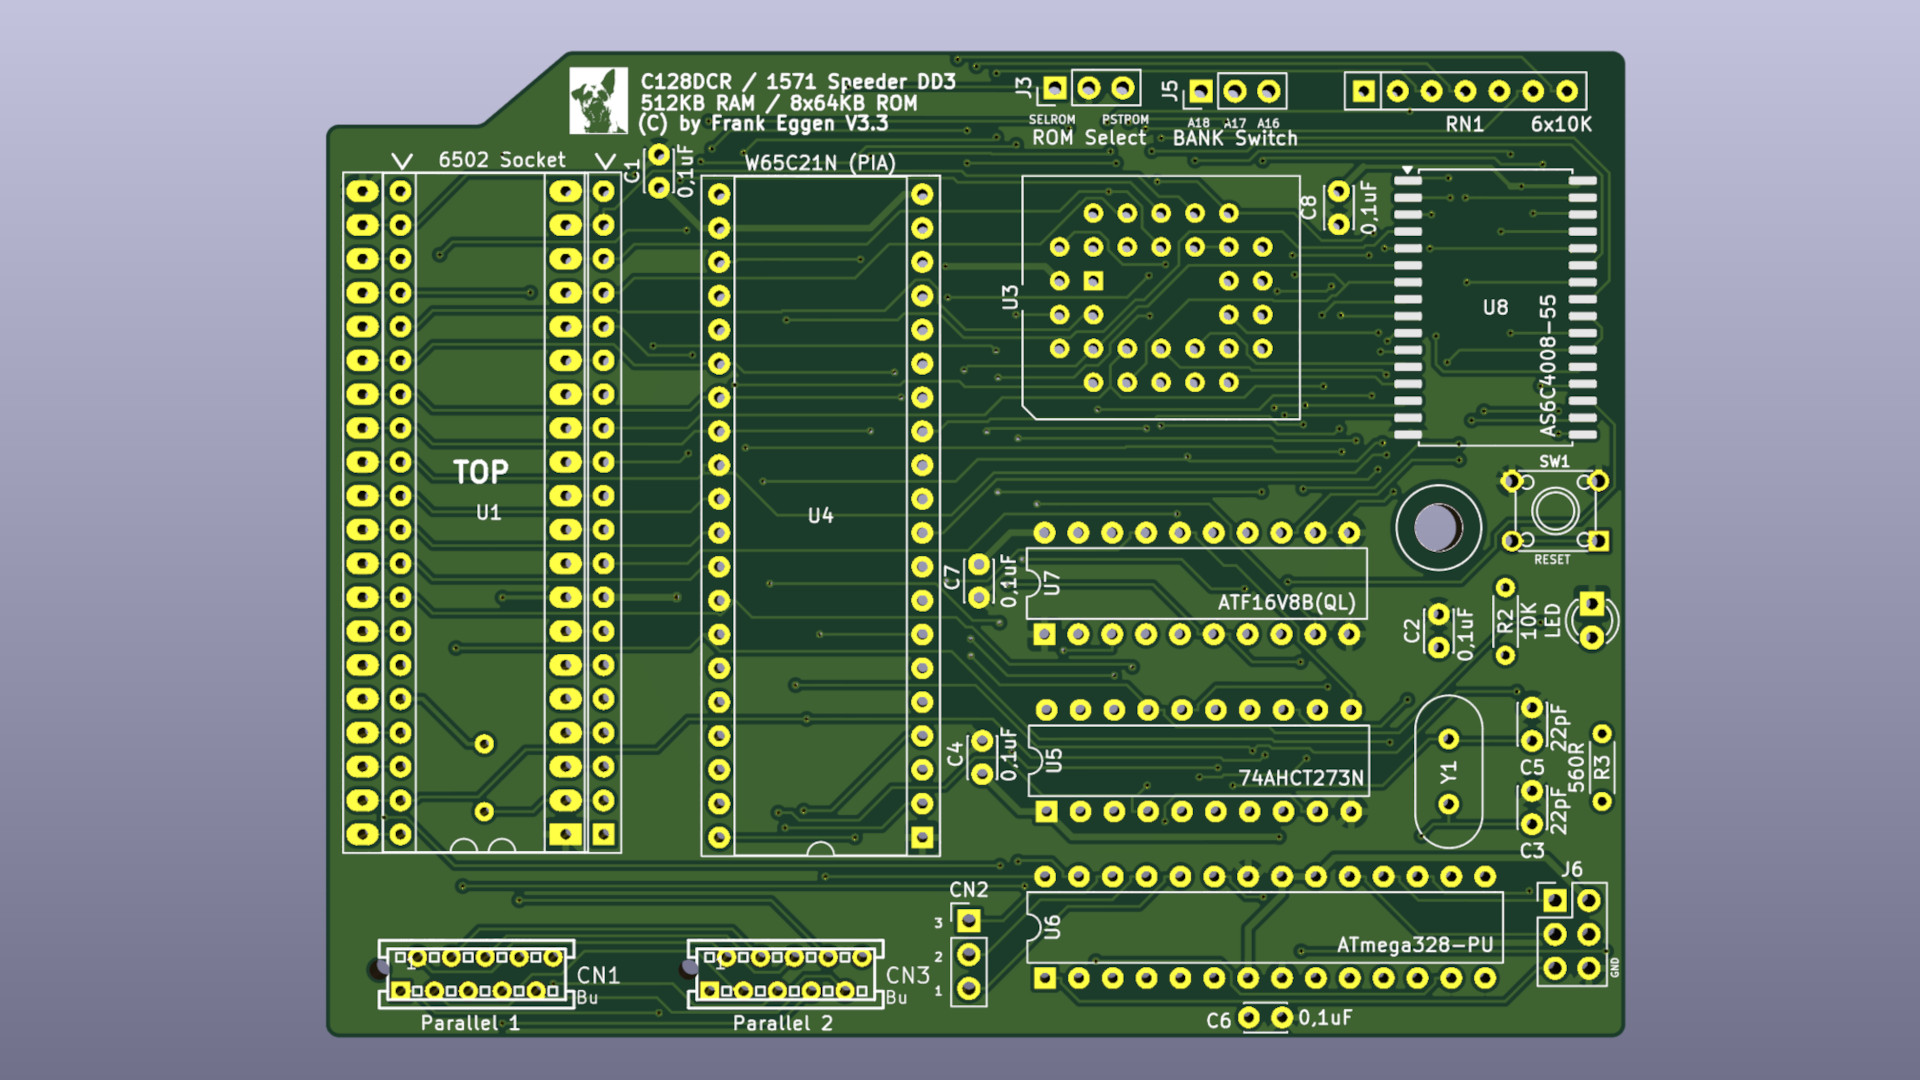 C128DCR / 1571 Speeder DD3
512KB RAM / 8x64KB ROM
(C) by Frank Eggen V3.3
J3
SELROM
PSTPOM
ROM Select
J5
A18
A17
A16
BANK Switch
RN1
6x10K
6502 Socket
C1
0,1uF
W65C21N (PIA)
U3
C8
0,1uF
U8
AS6C4008-55
TOP
U1
U4
SW1
RESET
C7
0,1uF
U7
ATF16V8B(QL)
C2
0,1uF
R2
10K
LED
C4
0,1uF
U5
74AHCT273N
Y1
22pF
C5
560R
R3
22pF
C3
J6
GND
CN2
3
2
1
U6
ATmega328-PU
1
CN1
Bu
Parallel 1
1
CN3
Bu
Parallel 2
C6
0,1uF